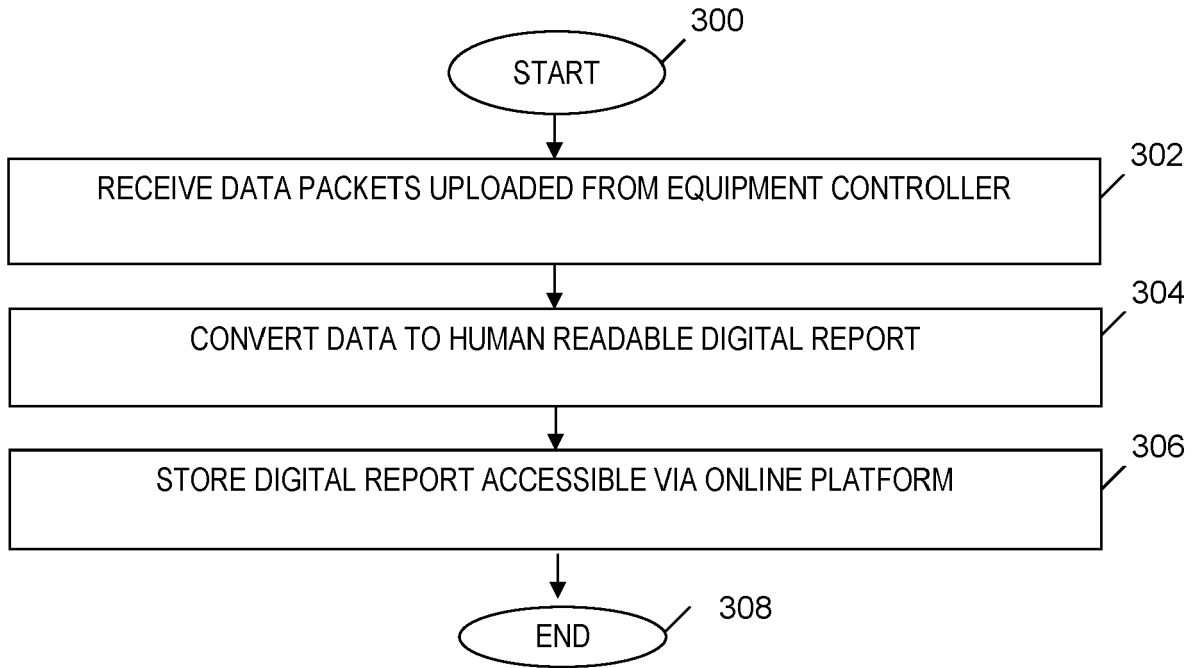 300
START
302
RECEIVE DATA PACKETS UPLOADED FROM EQUIPMENT CONTROLLER
304
CONVERT DATA TO HUMAN READABLE DIGITAL REPORT
306
STORE DIGITAL REPORT ACCESSIBLE VIA ONLINE PLATFORM
308
END